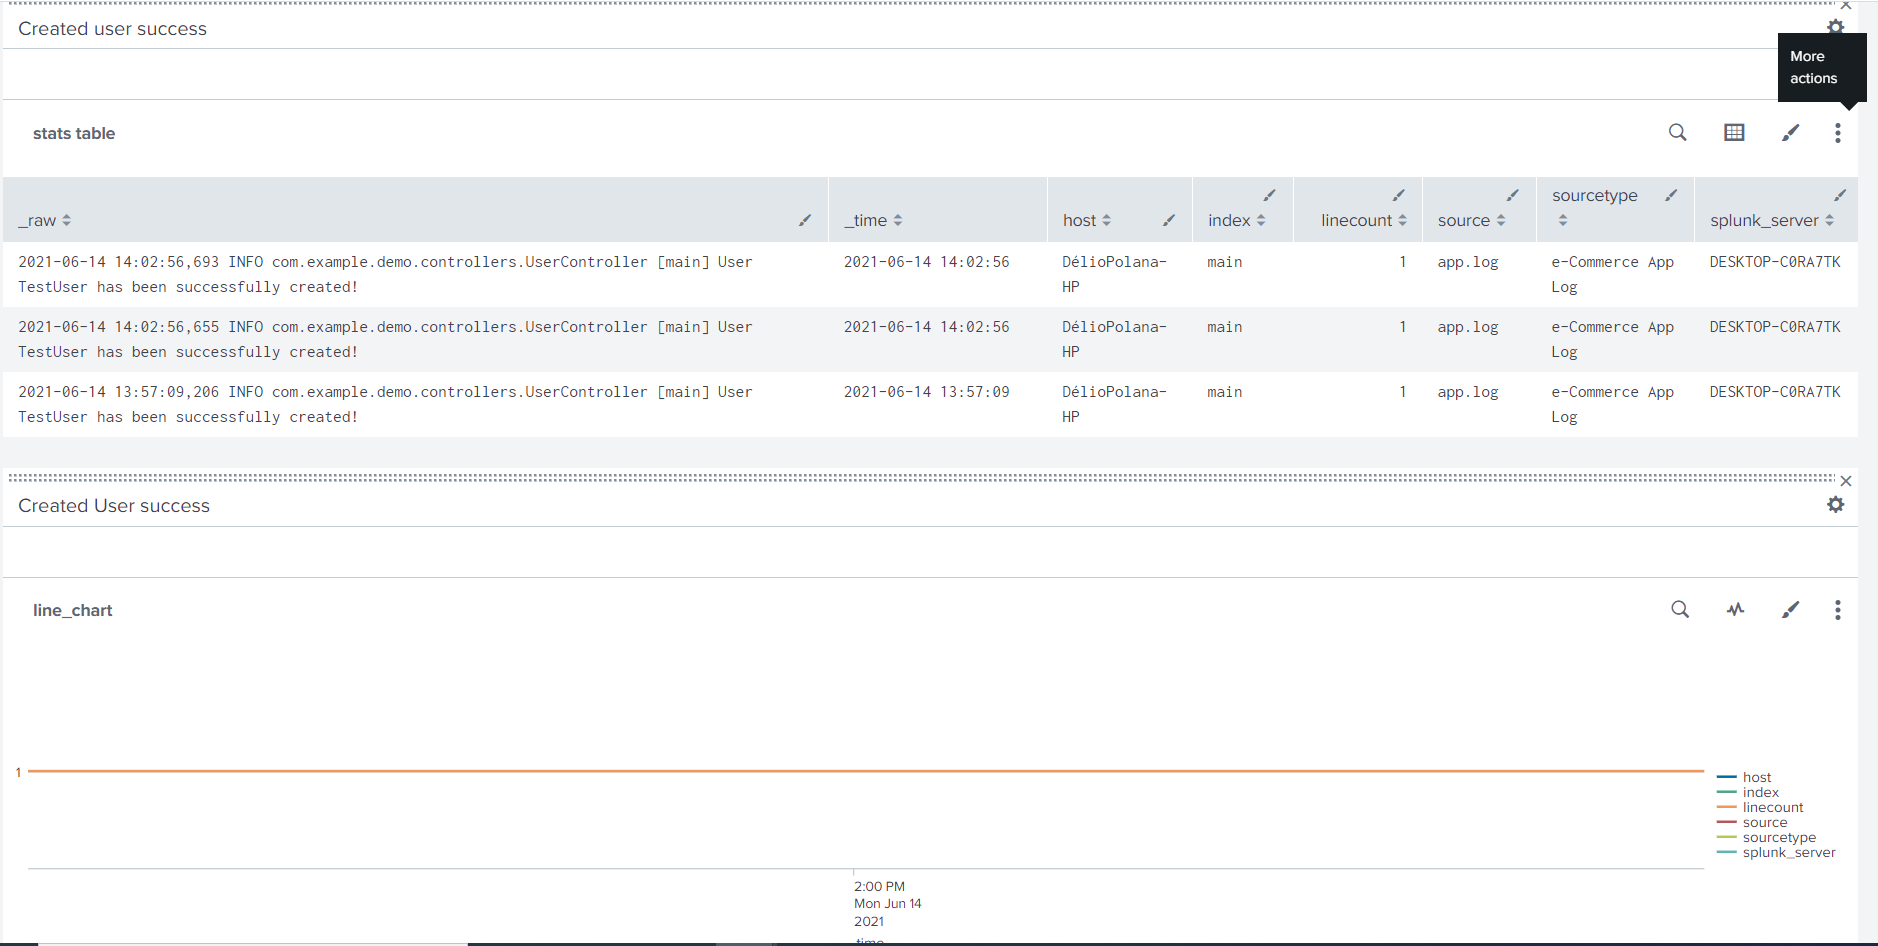 Created user success
More
actions
stats table
_raw _time host index linecount source sourcetype splunk_server
2021-06-14 14:02:56,693 INFO com.example.demo.controllers.UserController [main] User 2021-06-14 14:02:56 DélioPolana- main 1 app.log e-Commerce App DESKTOP-C0RA7TK
TestUser has been successfully created! HP Log
2021-06-14 14:02:56,655 INFO com.example.demo.controllers.UserController [main] User 2021-06-14 14:02:56 DélioPolana- main 1 app.log e-Commerce App DESKTOP-C0RA7TK
TestUser has been successfully created! HP Log
2021-06-14 13:57:09,206 INFO com.example.demo.controllers.UserController [main] User 2021-06-14 13:57:09 DélioPolana- main 1 app.log e-Commerce App DESKTOP-C0RA7TK
TestUser has been successfully created! HP Log
Created User success
line_chart
1
host
index
linecount
source
sourcetype
splunk_server
2:00 PM
Mon Jun 14
2021
_time